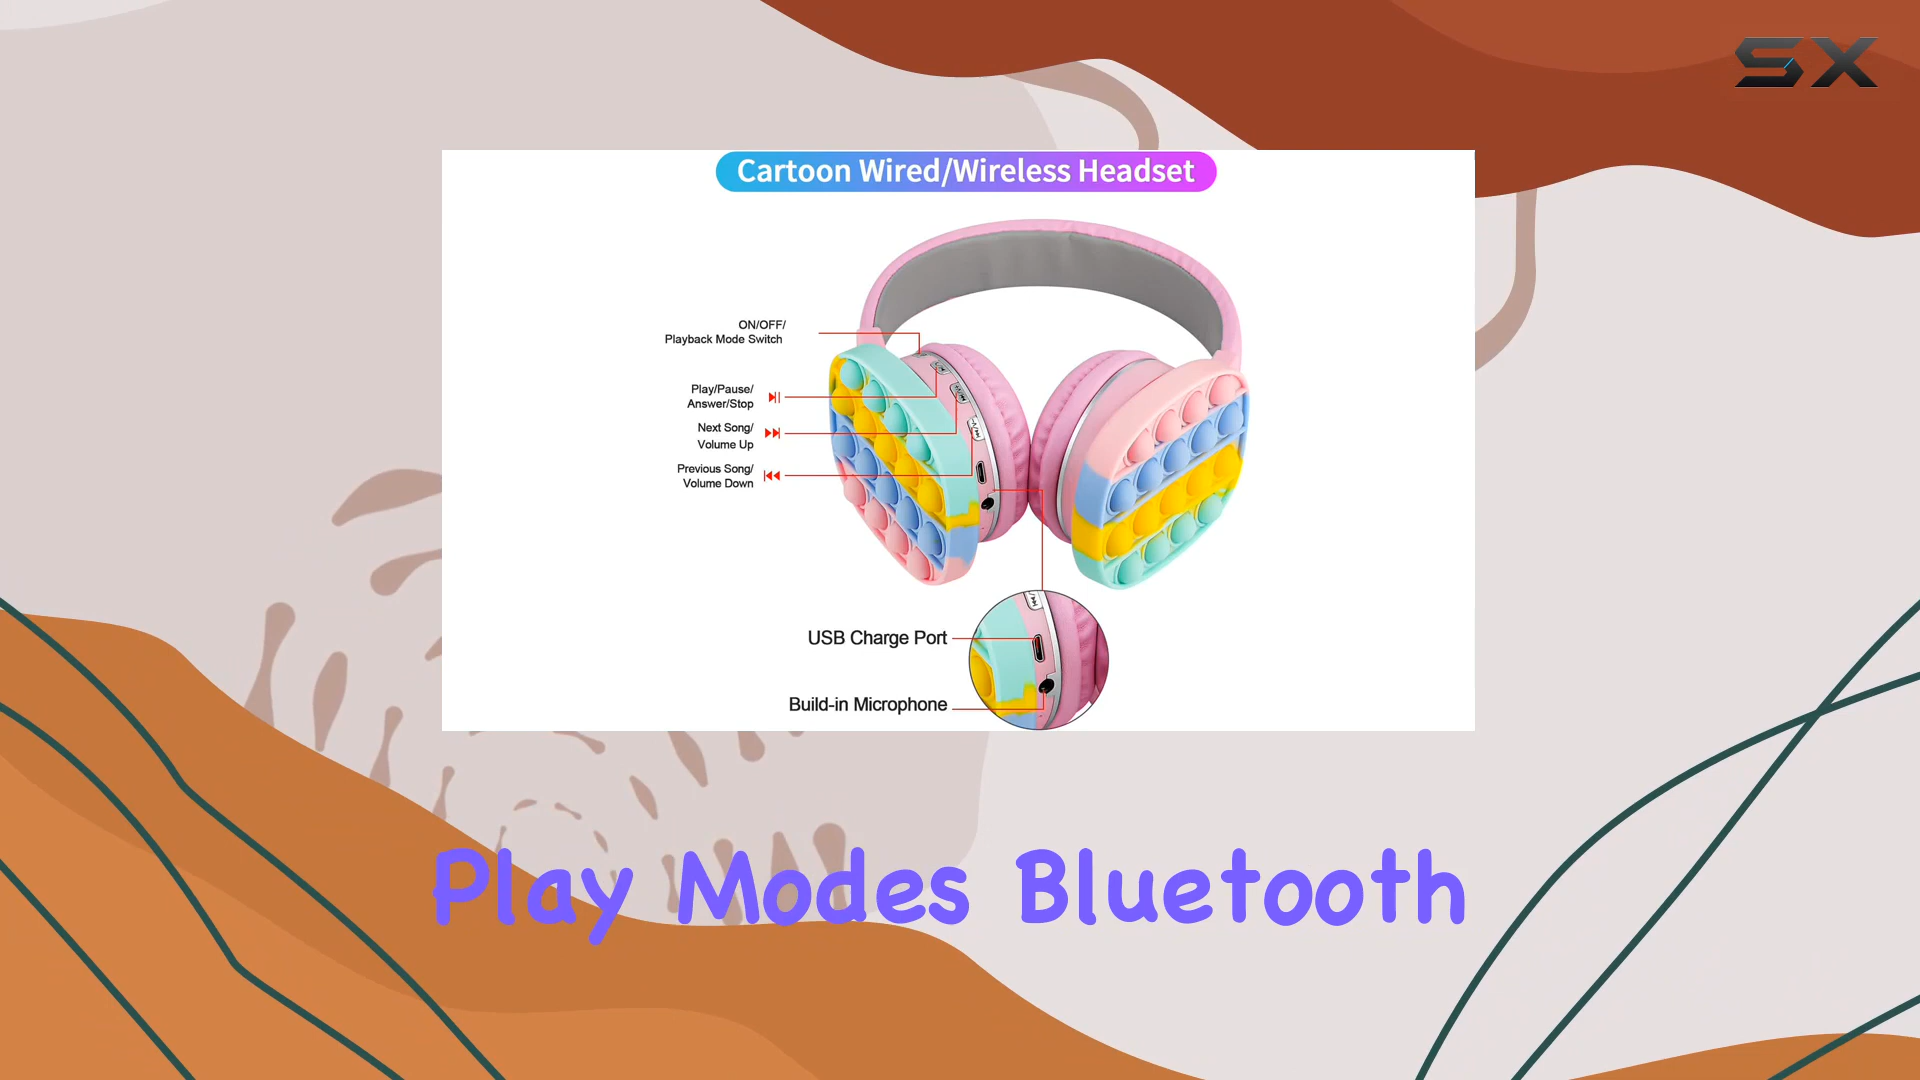 SX
Cartoon Wired/Wireless Headset
ON/OFF/
Playback Mode Switch
Play/Pause/
Answer/Stop
Next Song/
Volume Up
Previous Song/
Volume Down
USB Charge Port
Build-in Microphone
Play Modes Bluetooth